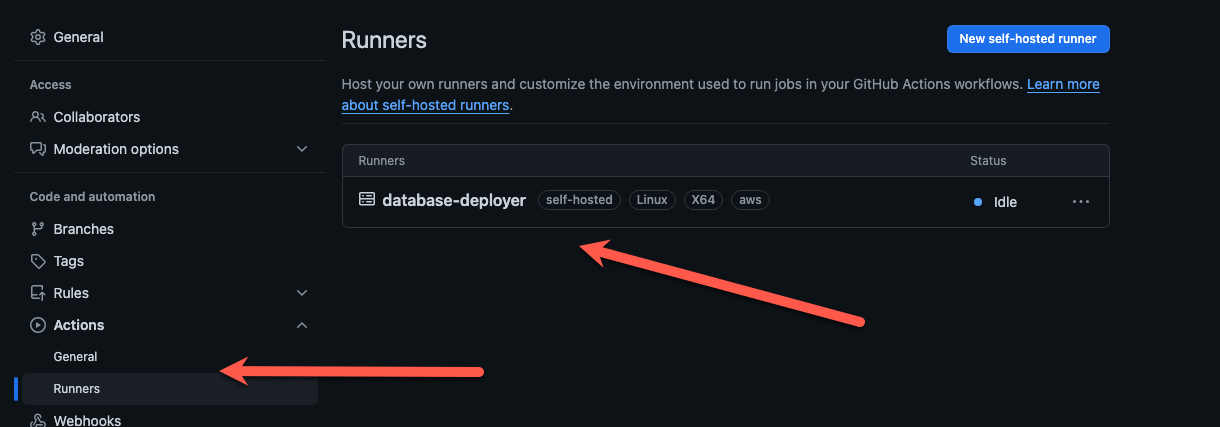 General
Access
Collaborators
Moderation options
Code and automation
Branches
Tags
Rules
Actions
General
Runners
Webhooks
Runners
New self-hosted runner
Host your own runners and customize the environment used to run jobs in your GitHub Actions workflows. Learn more
about self-hosted runners.
Runners Status
database-deployer self-hosted Linux X64 aws Idle